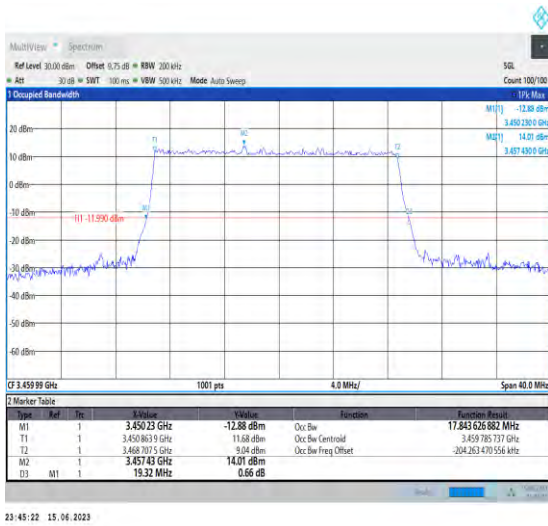 MultiView Spectrum
Ref Level 30.00 dBm Offset 9.75 dB RBW 200 kHz SGL
Att 30 dB SWT 100 ms VBW 500 kHz Mode Auto Sweep Count 100/100
1 Occupied Bandwidth 1Pk Max
M1[1] -12.88 dBm
3.450 230 0 GHz
M2[1] 14.01 dBm
3.457 430 0 GHz
T1
M2
T2
20 dBm
10 dBm
0 dBm
-10 dBm
M1
H1 -11.990 dBm
-20 dBm
-30 dBm
-40 dBm
-50 dBm
-60 dBm
CF 3.459 99 GHz 1001 pts 4.0 MHz/ Span 40.0 MHz
2 Marker Table
Type Ref Trc X-Value Y-Value Function Function Result
M1 1 3.450 23 GHz -12.88 dBm Occ Bw 17.843 626 882 MHz
T1 1 3.450 863 9 GHz 11.68 dBm Occ Bw Centroid 3.459 785 737 GHz
T2 1 3.468 707 5 GHz 9.04 dBm Occ Bw Freq Offset -204.263 470 556 kHz
M2 1 3.457 43 GHz 14.01 dBm
D3 M1 1 19.32 MHz 0.66 dB
23:45:22 15.06.2023